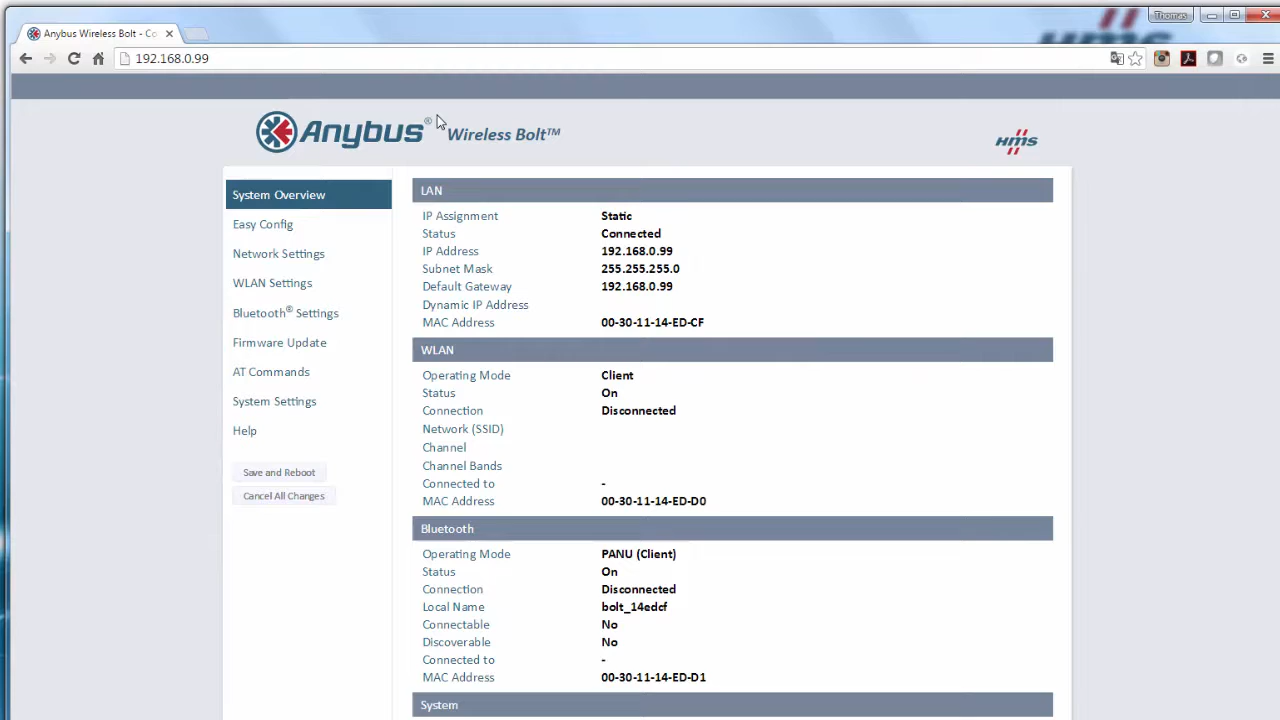 Thomas
Anybus Wireless Bolt - Co
192.168.0.99
Anybus® Wireless Bolt™
HMS
System Overview
Easy Config
Network Settings
WLAN Settings
Bluetooth® Settings
Firmware Update
AT Commands
System Settings
Help
Save and Reboot
Cancel All Changes
LAN
IP Assignment Static
Status Connected
IP Address 192.168.0.99
Subnet Mask 255.255.255.0
Default Gateway 192.168.0.99
Dynamic IP Address
MAC Address 00-30-11-14-ED-CF
WLAN
Operating Mode Client
Status On
Connection Disconnected
Network (SSID)
Channel
Channel Bands
Connected to -
MAC Address 00-30-11-14-ED-D0
Bluetooth
Operating Mode PANU (Client)
Status On
Connection Disconnected
Local Name bolt_14edcf
Connectable No
Discoverable No
Connected to -
MAC Address 00-30-11-14-ED-D1
System